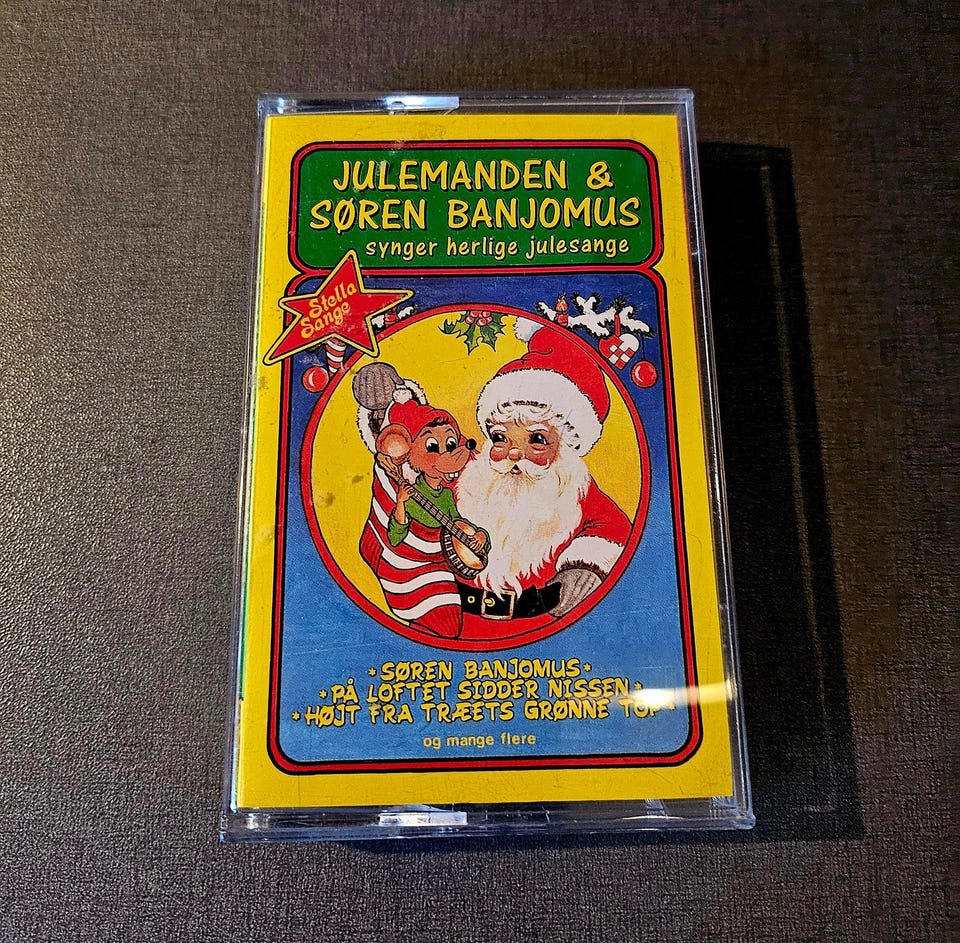 JULEMANDEN &
SØREN BANJOMUS
synger herlige julesange
Stella
Sange
*SØREN BANJOMUS*
*PÅ LOFTET SIDDER NISSEN*
*HØJT FRA TRÆETS GRØNNE TOP*
og mange flere